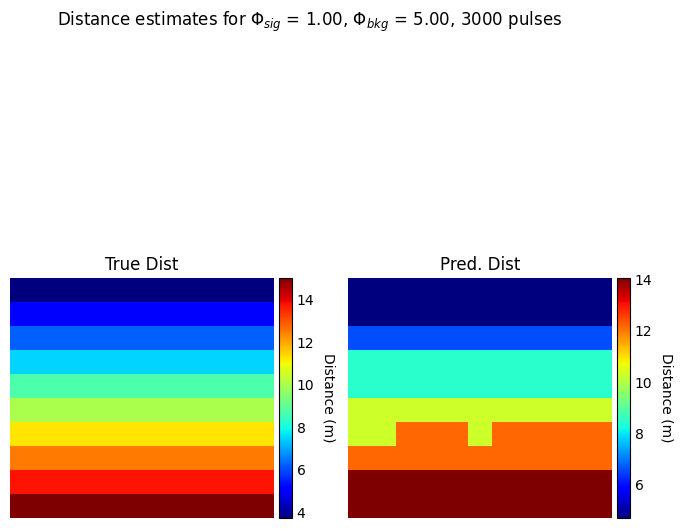 Distance estimates for Φsig = 1.00, Φbkg = 5.00, 3000 pulses
True Dist
Pred. Dist
14
12
10
8
6
4
Distance (m)
14
12
10
8
6
Distance (m)